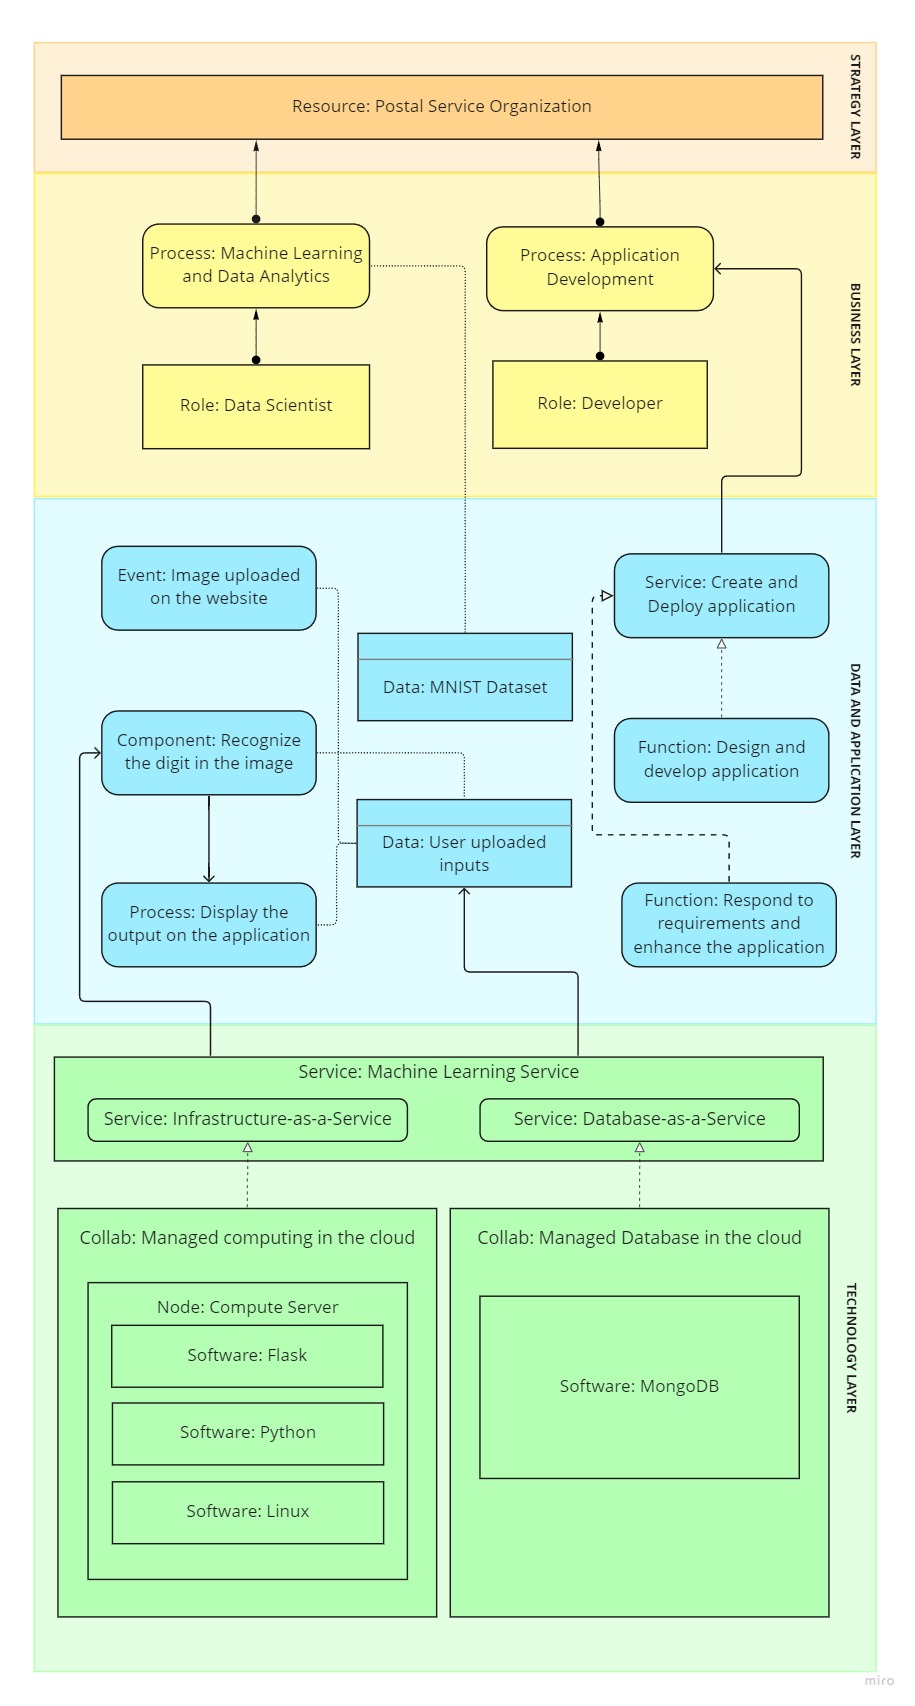 STRATEGY LAYER
Resource: Postal Service Organization
BUSINESS LAYER
Process: Machine Learning
and Data Analytics
Process: Application
Development
Role: Data Scientist
Role: Developer
DATA AND APPLICATION LAYER
Event: Image uploaded
on the website
Service: Create and
Deploy application
Data: MNIST Dataset
Component: Recognize
the digit in the image
Function: Design and
develop application
Data: User uploaded
inputs
Process: Display the
output on the application
Function: Respond to
requirements and
enhance the application
TECHNOLOGY LAYER
Service: Machine Learning Service
Service: Infrastructure-as-a-Service
Service: Database-as-a-Service
Collab: Managed computing in the cloud
Node: Compute Server
Software: Flask
Software: Python
Software: Linux
Collab: Managed Database in the cloud
Software: MongoDB
miro